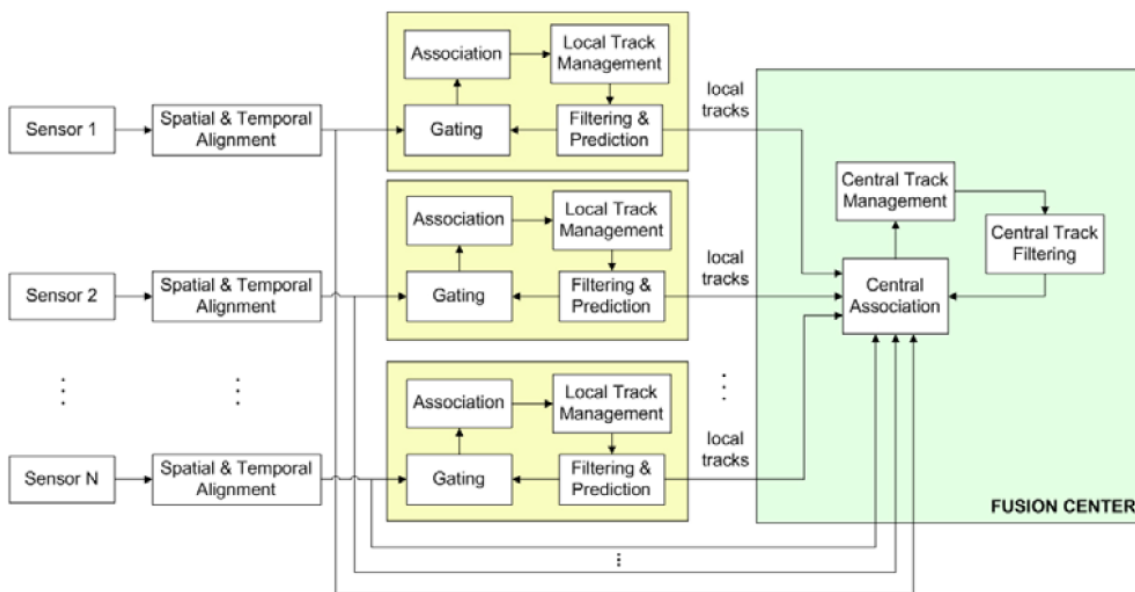 Sensor 1
Spatial & Temporal
Alignment
Association
Local Track
Management
Gating
Filtering &
Prediction
local
tracks
Sensor 2
Spatial & Temporal
Alignment
Association
Local Track
Management
Gating
Filtering &
Prediction
local
tracks
Sensor N
Spatial & Temporal
Alignment
Association
Local Track
Management
Gating
Filtering &
Prediction
local
tracks
Central Track
Management
Central Track
Filtering
Central
Association
FUSION CENTER